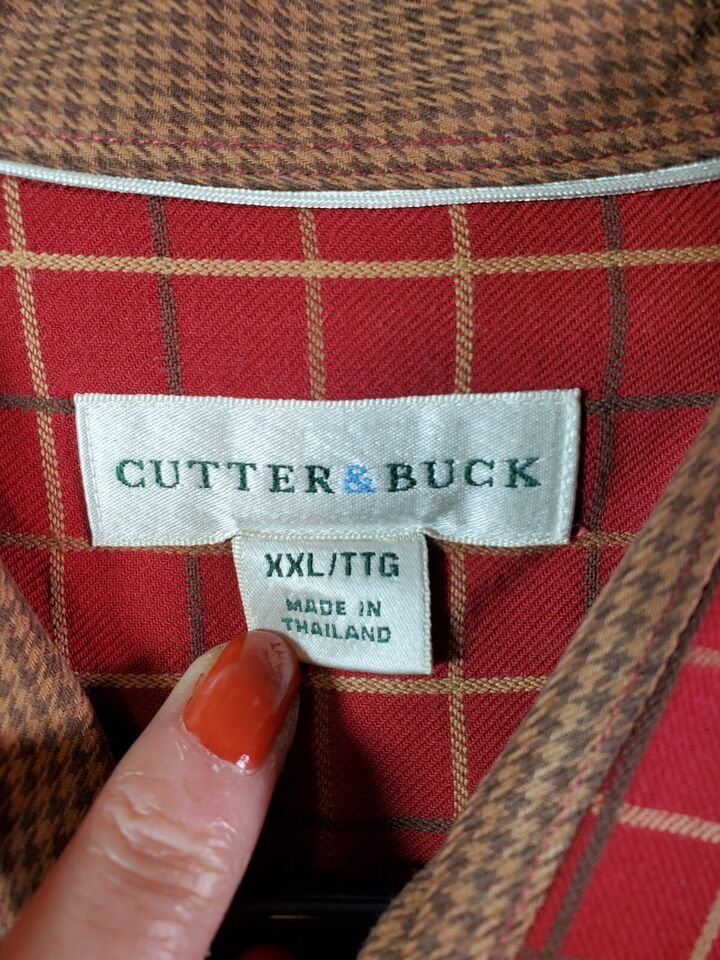 CUTTER & BUCK
XXL/TTG
MADE IN
THAILAND